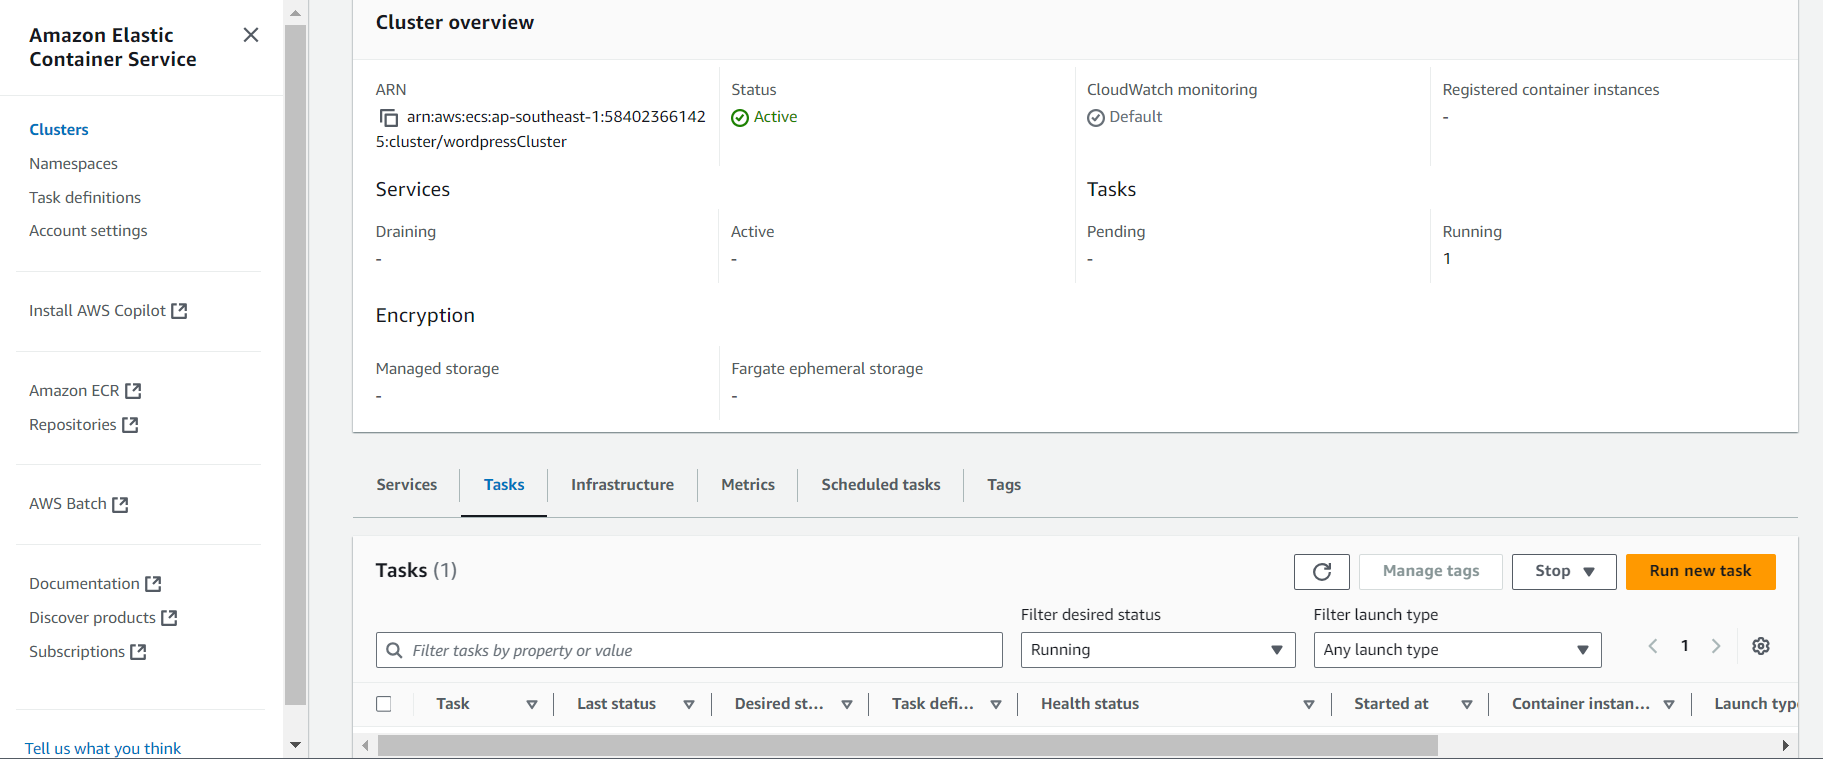 Amazon Elastic
Container Service
Clusters
Namespaces
Task definitions
Account settings
Install AWS Copilot
Amazon ECR
Repositories
AWS Batch
Documentation
Discover products
Subscriptions
Tell us what you think
Cluster overview
ARN
arn:aws:ecs:ap-southeast-1:58402366142
5:cluster/wordpressCluster
Status
Active
CloudWatch monitoring
Default
Registered container instances
-
Services
Tasks
Draining
-
Active
-
Pending
-
Running
1
Encryption
Managed storage
-
Fargate ephemeral storage
-
Services Tasks Infrastructure Metrics Scheduled tasks Tags
Tasks (1)
Manage tags Stop Run new task
Filter desired status Filter launch type
Filter tasks by property or value Running Any launch type 1
Task Last status Desired st... Task defi... Health status Started at Container instan... Launch typ